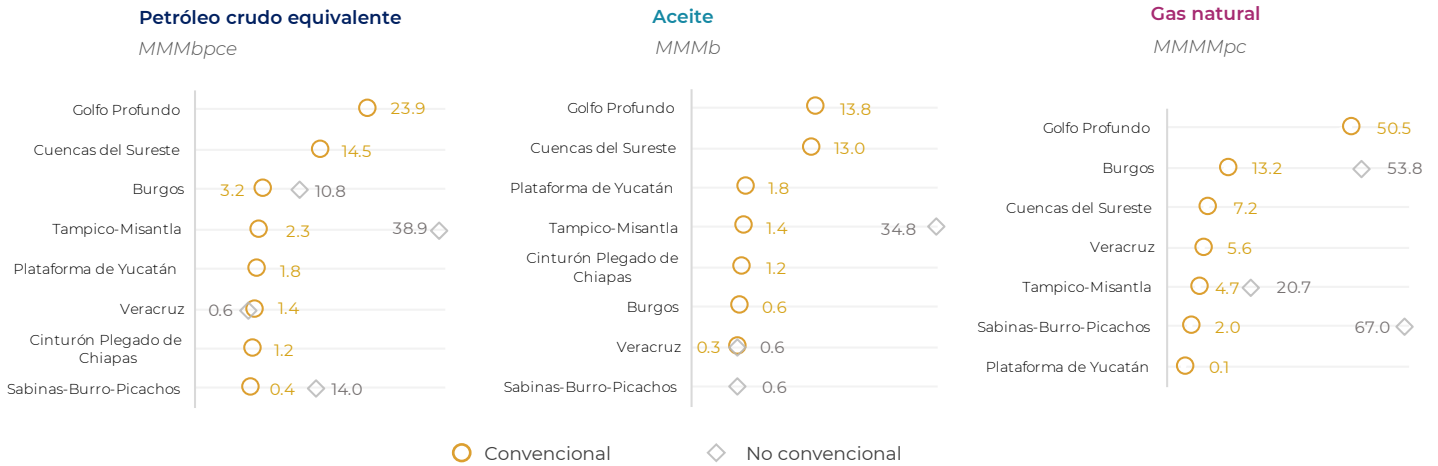 Petróleo crudo equivalente
MMMbpce
Golfo Profundo 23.9
Cuencas del Sureste 14.5
Burgos 3.2 10.8
Tampico-Misantla 2.3 38.9
Plataforma de Yucatán 1.8
Veracruz 0.6 1.4
Cinturón Plegado de
Chiapas 1.2
Sabinas-Burro-Picachos 0.4 14.0
Aceite
MMMb
Golfo Profundo 13.8
Cuencas del Sureste 13.0
Plataforma de Yucatán 1.8
Tampico-Misantla 1.4 34.8
Cinturón Plegado de
Chiapas 1.2
Burgos 0.6
Veracruz 0.3 0.6
Sabinas-Burro-Picachos 0.6
Gas natural
MMMMpc
Golfo Profundo 50.5
Burgos 13.2 53.8
Cuencas del Sureste 7.2
Veracruz 5.6
Tampico-Misantla 4.7 20.7
Sabinas-Burro-Picachos 2.0 67.0
Plataforma de Yucatán 0.1
Convencional No convencional